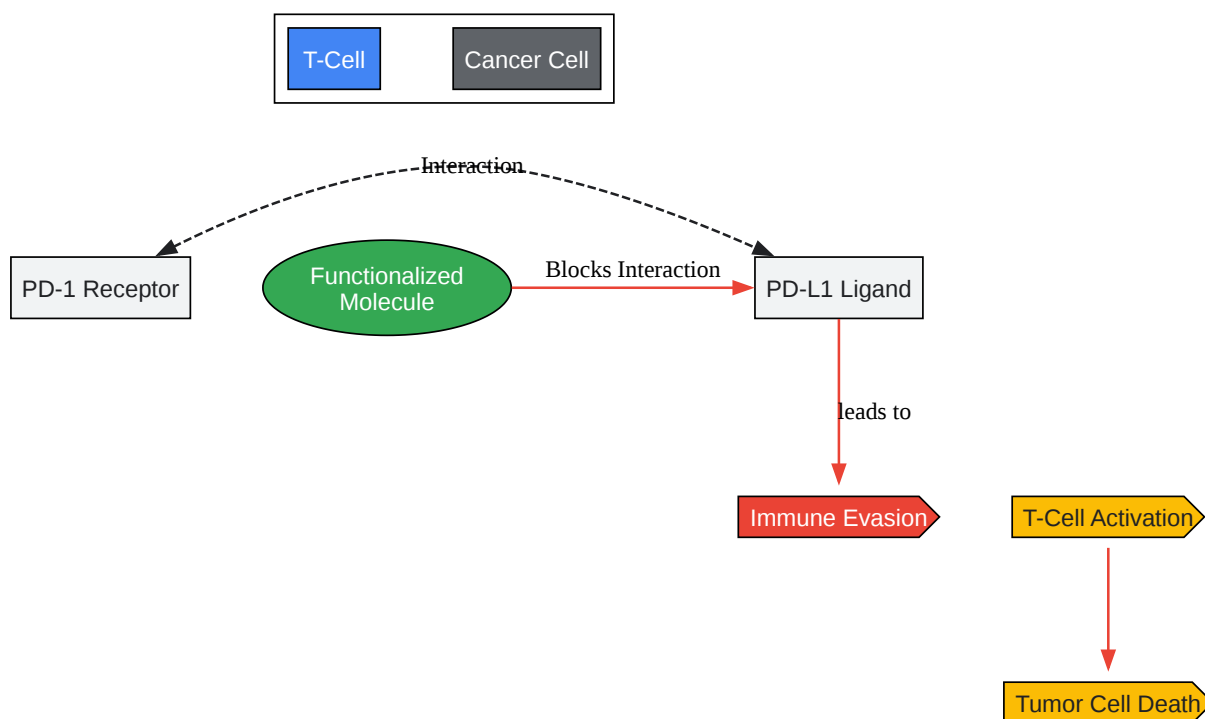 T-Cell
Cancer Cell
Interaction
PD-1 Receptor
Functionalized
Molecule
Blocks Interaction
PD-L1 Ligand
leads to
Immune Evasion
T-Cell Activation
Tumor Cell Death